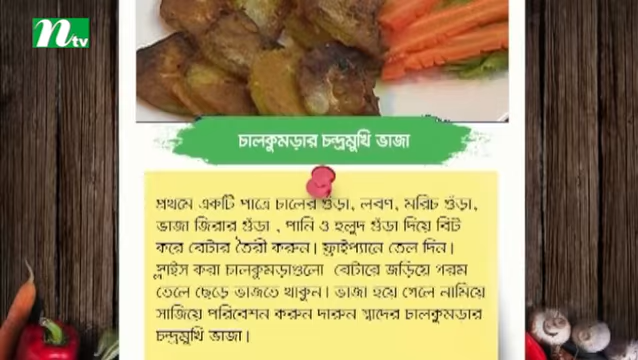 ntv
চালকুমড়ার চন্দ্রমুখি ভাজা
প্রথমে একটি পাত্রে চালের গুঁড়া, লবণ, মরিচ গুঁড়া,
ভাজা জিরার গুঁড়া , পানি ও হলুদ গুঁড়া দিয়ে বিট
করে বেটার তৈরী করুন। ফ্রাইপ্যানে তেল দিন।
স্লাইস করা চালকুমড়াগুলো বেটারে জড়িয়ে গরম
তেলে ছেড়ে ভাজতে থাকুন। ভাজা হয়ে গেলে নামিয়ে
সাজিয়ে পরিবেশন করুন দারুন স্বাদের চালকুমড়ার
চন্দ্রমুখি ভাজা।